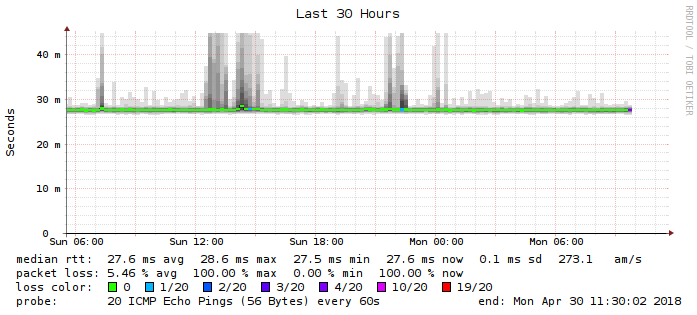 Last 30 Hours
RRDTOOL / TOBI OETIKER
Seconds
40 m
30 m
20 m
10 m
0
Sun 06:00 Sun 12:00 Sun 18:00 Mon 00:00 Mon 06:00
median rtt: 27.6 ms avg 28.6 ms max 27.5 ms min 27.6 ms now 0.1 ms sd 273.1 am/s
packet loss: 5.46 % avg 100.00 % max 0.00 % min 100.00 % now
loss color: 0 1/20 2/20 3/20 4/20 10/20 19/20
probe: 20 ICMP Echo Pings (56 Bytes) every 60s end: Mon Apr 30 11:30:02 2018